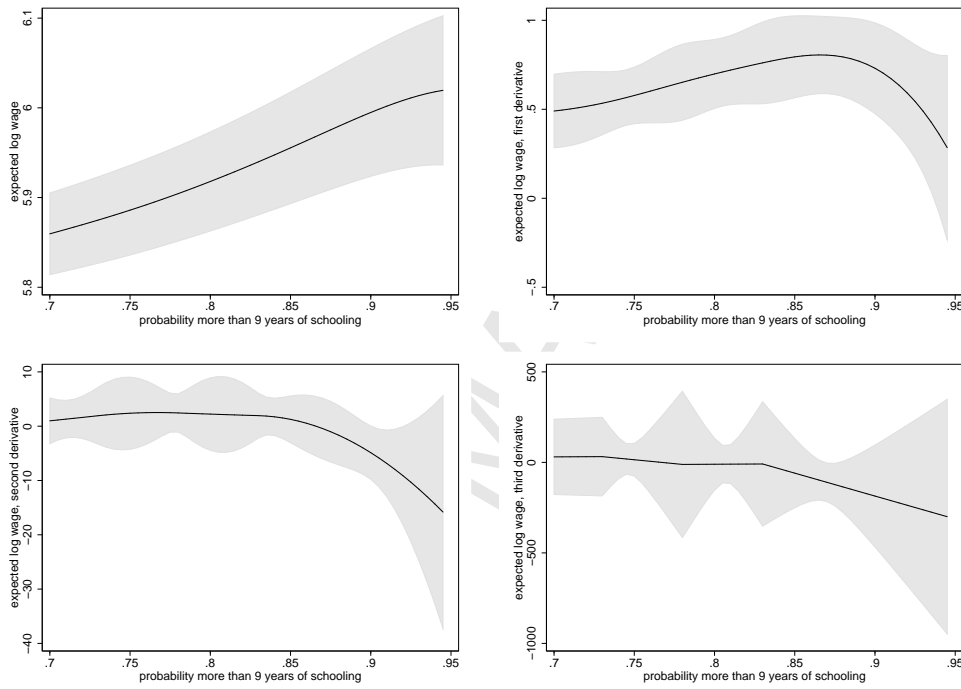 expected log wage
6.1
6
5.9
5.8
.7 .75 .8 .85 .9 .95
probability more than 9 years of schooling
expected log wage, first derivative
1
.5
0
-.5
.7 .75 .8 .85 .9 .95
probability more than 9 years of schooling
expected log wage, second derivative
10
0
-10
-20
-30
-40
.7 .75 .8 .85 .9 .95
probability more than 9 years of schooling
expected log wage, third derivative
500
0
-500
-1000
.7 .75 .8 .85 .9 .95
probability more than 9 years of schooling